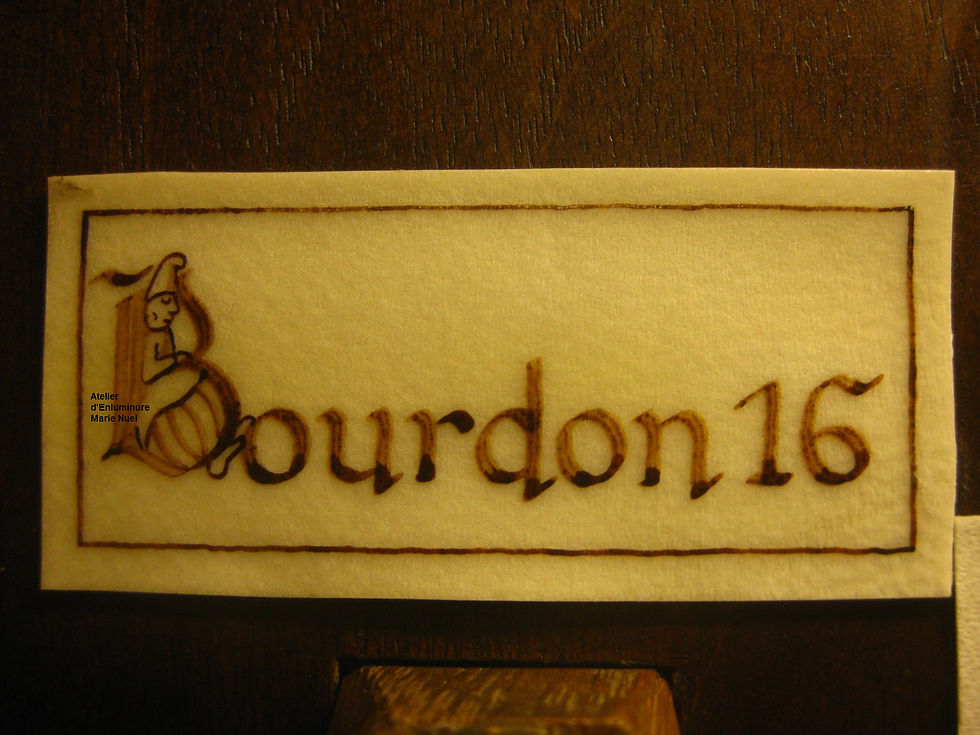 Bourdon 16
Atelier
d'Enluminure
Marie Nuel